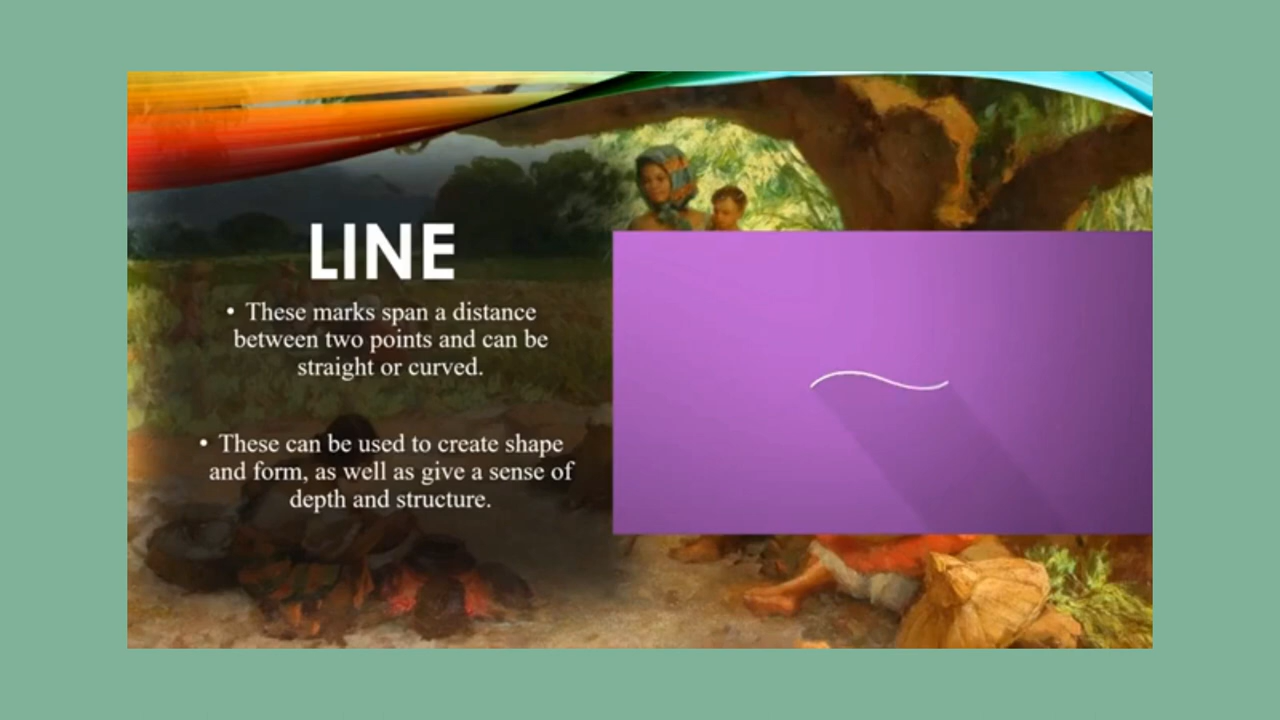 LINE
• These marks span a distance
between two points and can be
straight or curved.
• These can be used to create shape
and form, as well as give a sense of
depth and structure.